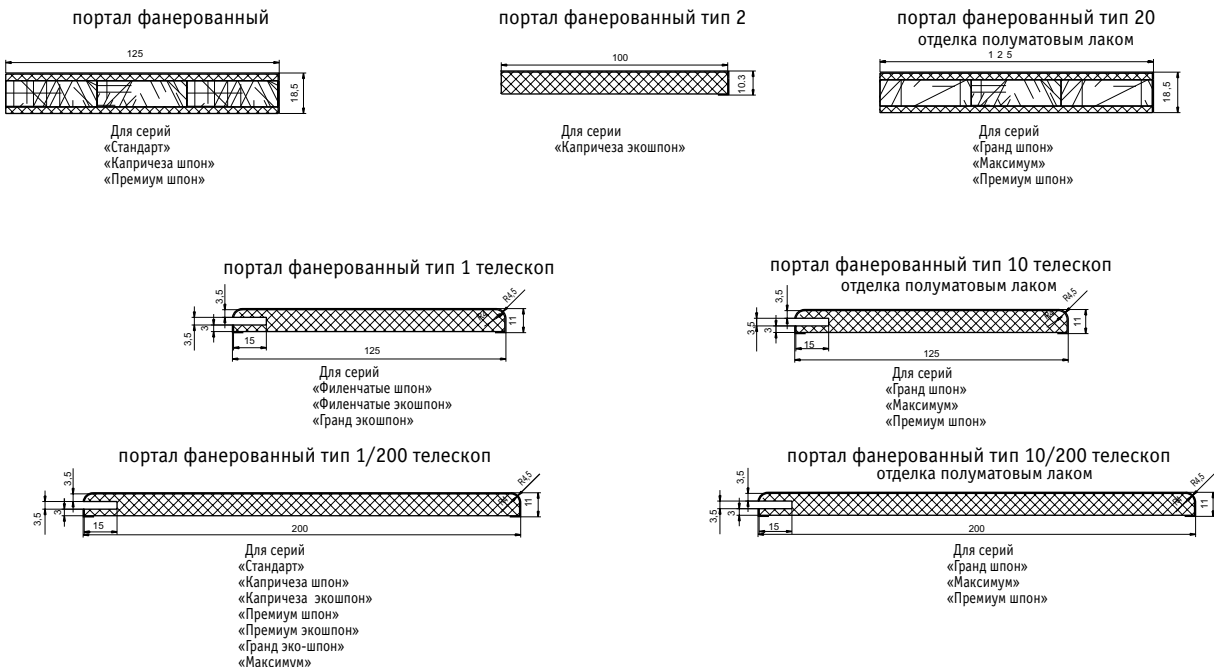 портал фанерованный
125
18,5
Для серий
«Стандарт»
«Капричеза шпон»
«Премиум шпон»
портал фанерованный тип 2
100
10,3
Для серии
«Капричеза экошпон»
портал фанерованный тип 20
отделка полуматовым лаком
1 2 5
18,5
Для серий
«Гранд шпон»
«Максимум»
«Премиум шпон»
портал фанерованный тип 1 телескоп
3,5
3,5
3
15
125
R4
R4,5
11
Для серий
«Филенчатые шпон»
«Филенчатые экошпон»
«Гранд экошпон»
портал фанерованный тип 10 телескоп
отделка полуматовым лаком
3,5
3,5
3
15
125
R4
R4,5
11
Для серий
«Гранд шпон»
«Максимум»
«Премиум шпон»
портал фанерованный тип 1/200 телескоп
3,5
3,5
3
15
200
R4
R4,5
11
Для серий
«Стандарт»
«Капричеза шпон»
«Капричеза экошпон»
«Премиум шпон»
«Премиум экошпон»
«Гранд эко-шпон»
«Максимум»
портал фанерованный тип 10/200 телескоп
отделка полуматовым лаком
3,5
3,5
3
15
200
R4
R4,5
11
Для серий
«Гранд шпон»
«Максимум»
«Премиум шпон»